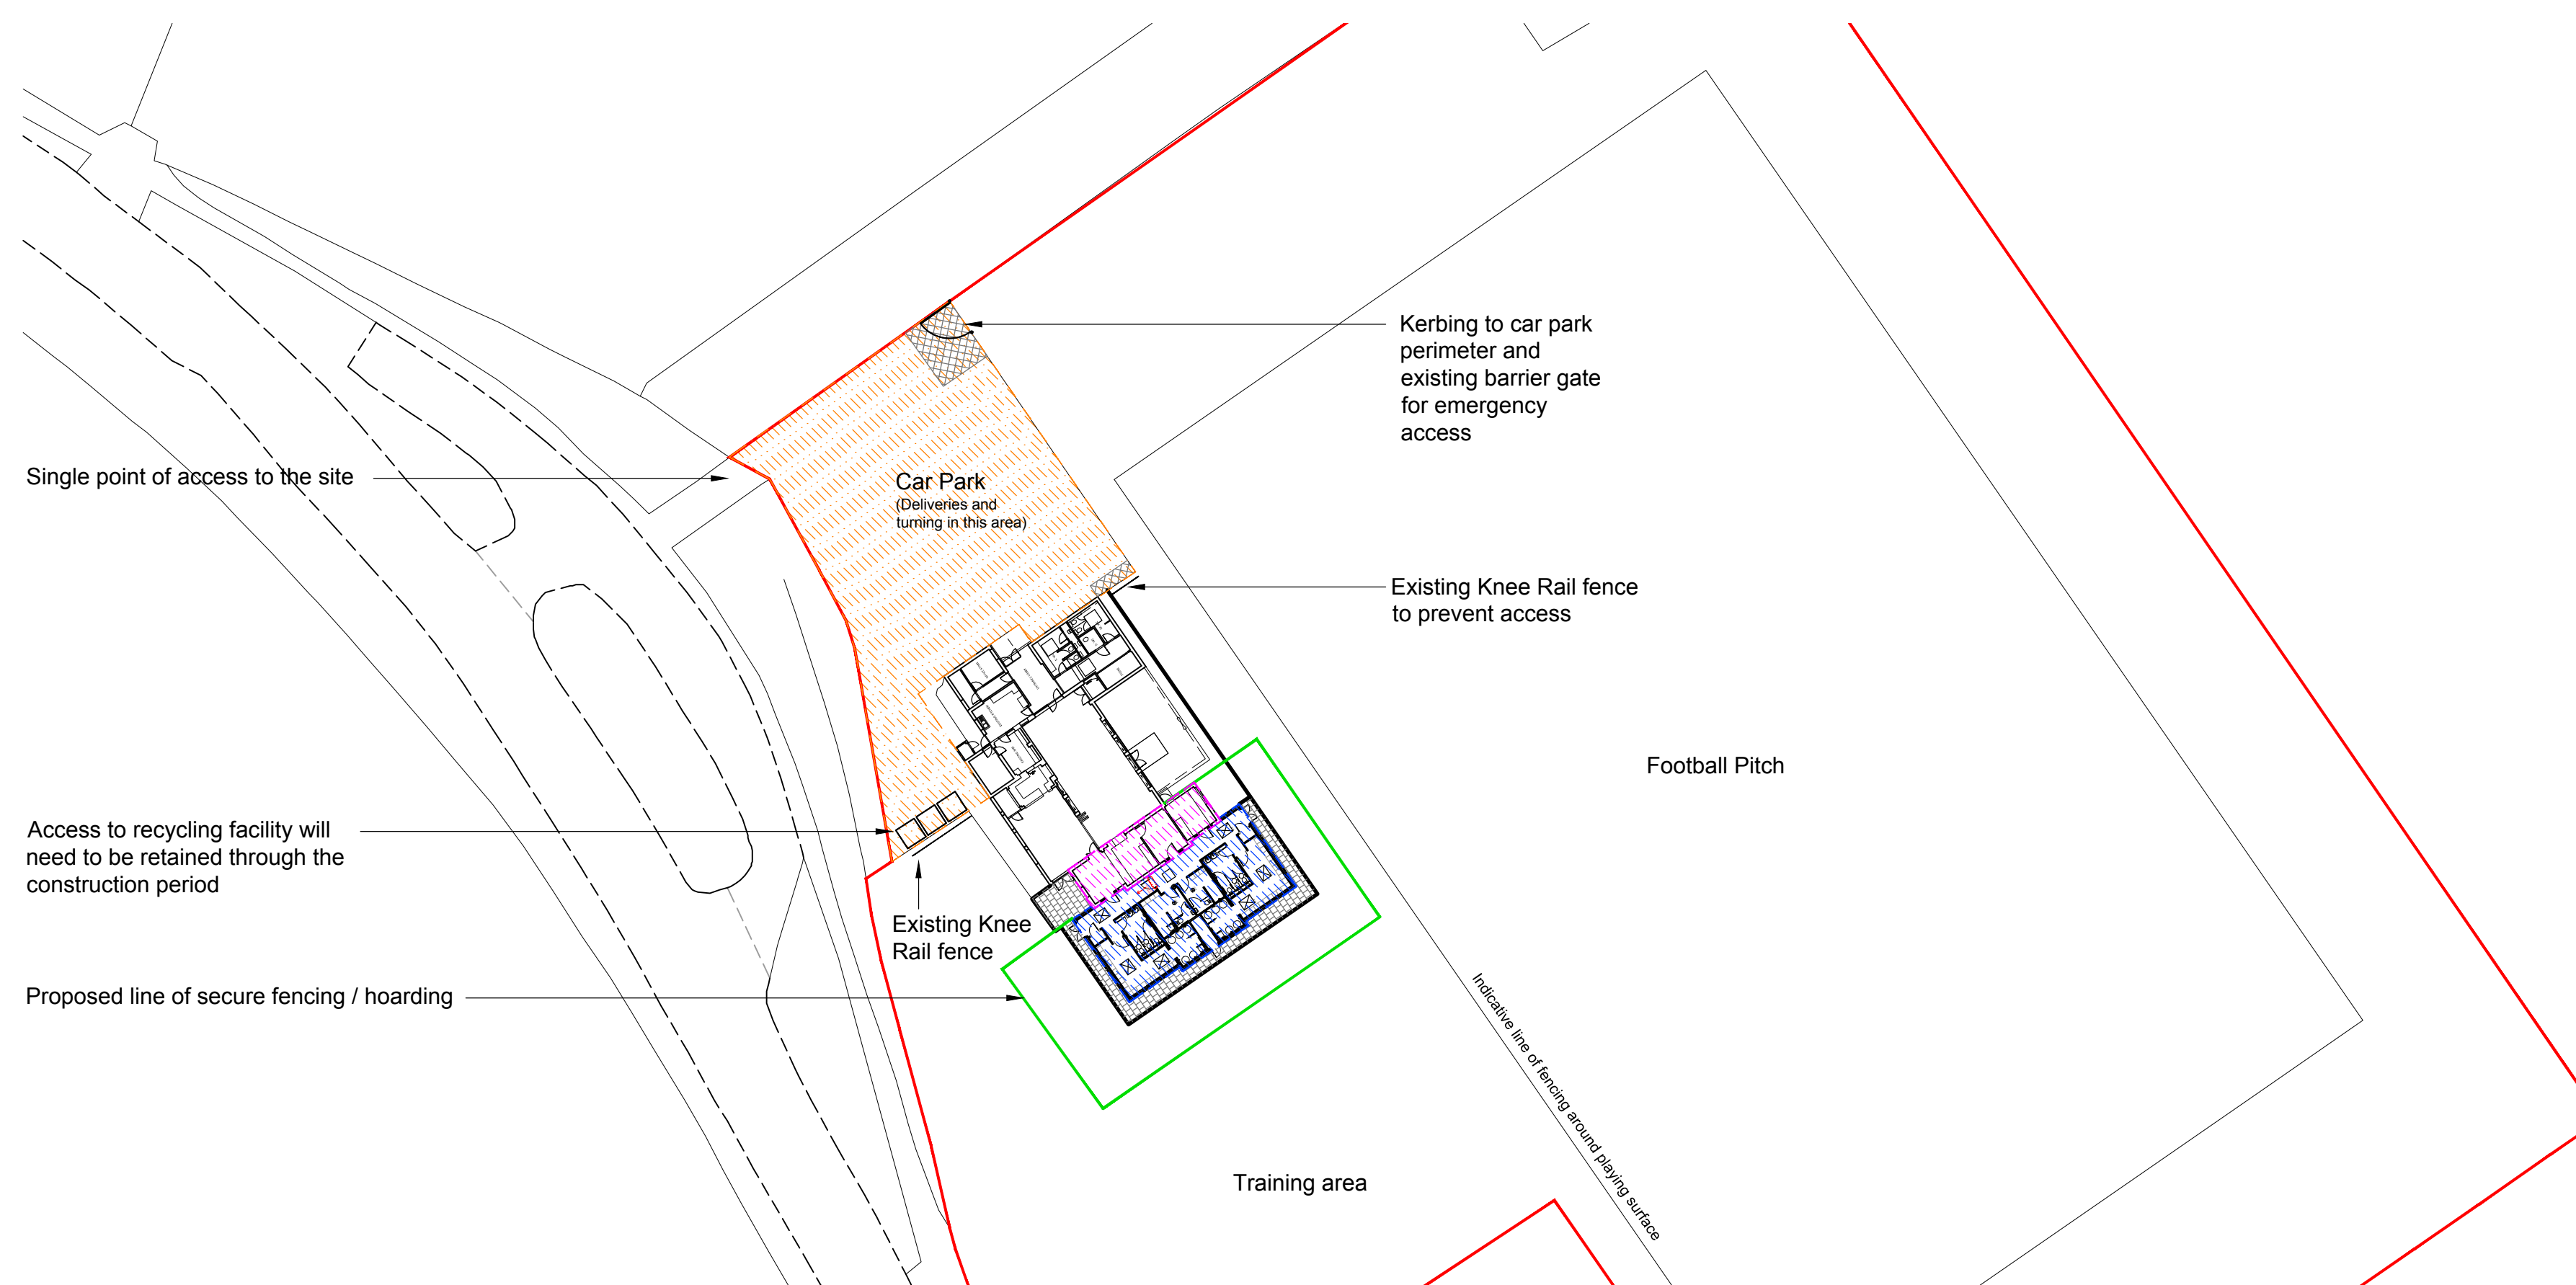 Kerbing to car park
perimeter and
existing barrier gate
for emergency
access
Single point of access to the site
Car Park
(Deliveries and
turning in this area)
Existing Knee Rail fence
to prevent access
Football Pitch
Access to recycling facility will
need to be retained through the
construction period
Existing Knee
Rail fence
Proposed line of secure fencing / hoarding
Indicative line of fencing around playing surface
Training area